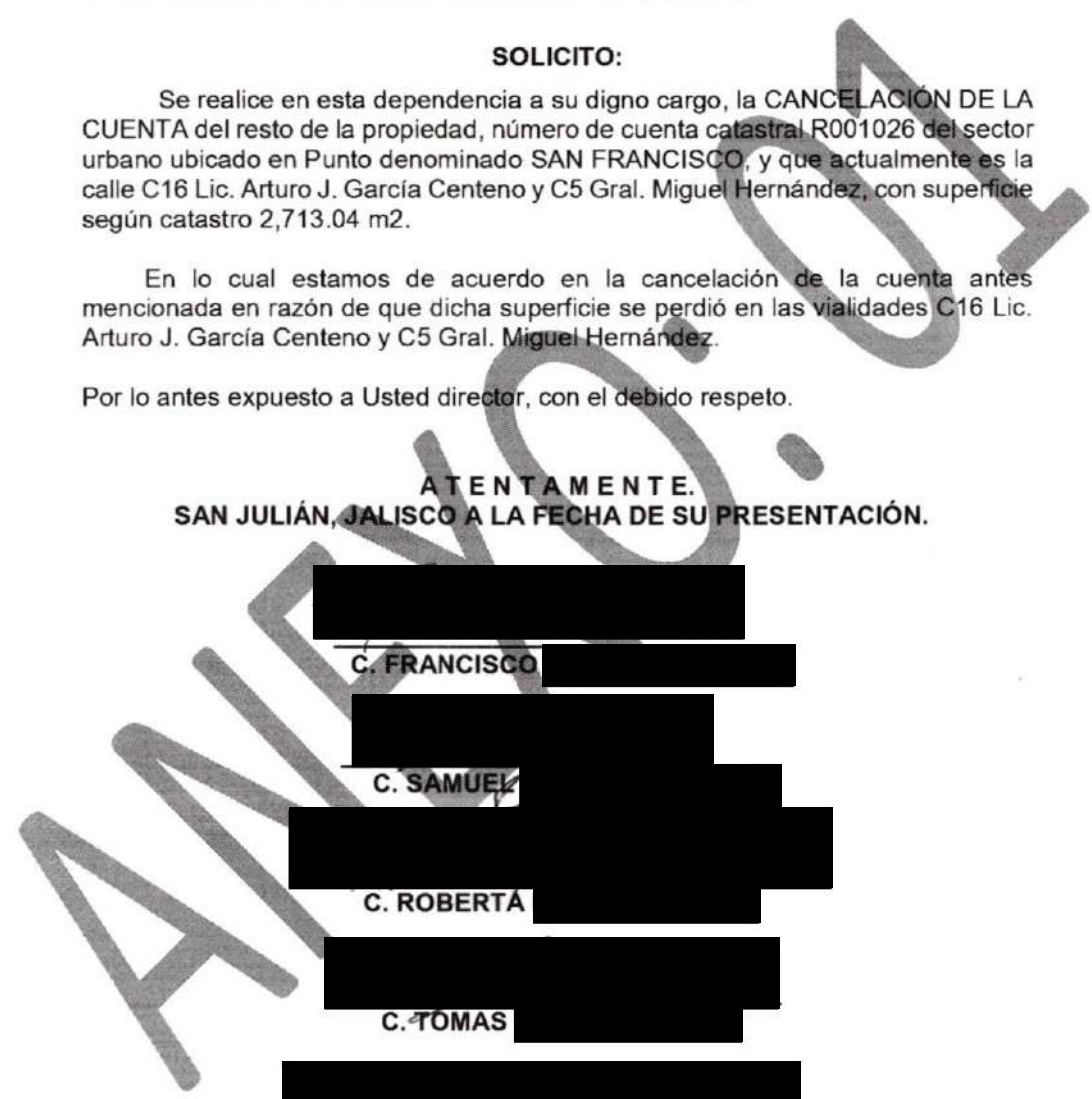 SOLICITO:
Se realice en esta dependencia a su digno cargo, la CANCELACIÓN DE LA
CUENTA del resto de la propiedad, número de cuenta catastral R001026 del sector
urbano ubicado en Punto denominado SAN FRANCISCO, y que actualmente es la
calle C16 Lic. Arturo J. García Centeno y C5 Gral. Miguel Hernández, con superficie
según catastro 2,713.04 m2.
En lo cual estamos de acuerdo en la cancelación de la cuenta antes
mencionada en razón de que dicha superficie se perdió en las vialidades C16 Lic.
Arturo J. García Centeno y C5 Gral. Miguel Hernández.
Por lo antes expuesto a Usted director, con el debido respeto.
A T E N T A M E N T E.
SAN JULIÁN, JALISCO A LA FECHA DE SU PRESENTACIÓN.
C. FRANCISCO
C. SAMUEL
C. ROBERTA
C. TOMAS
ANEXO: 01